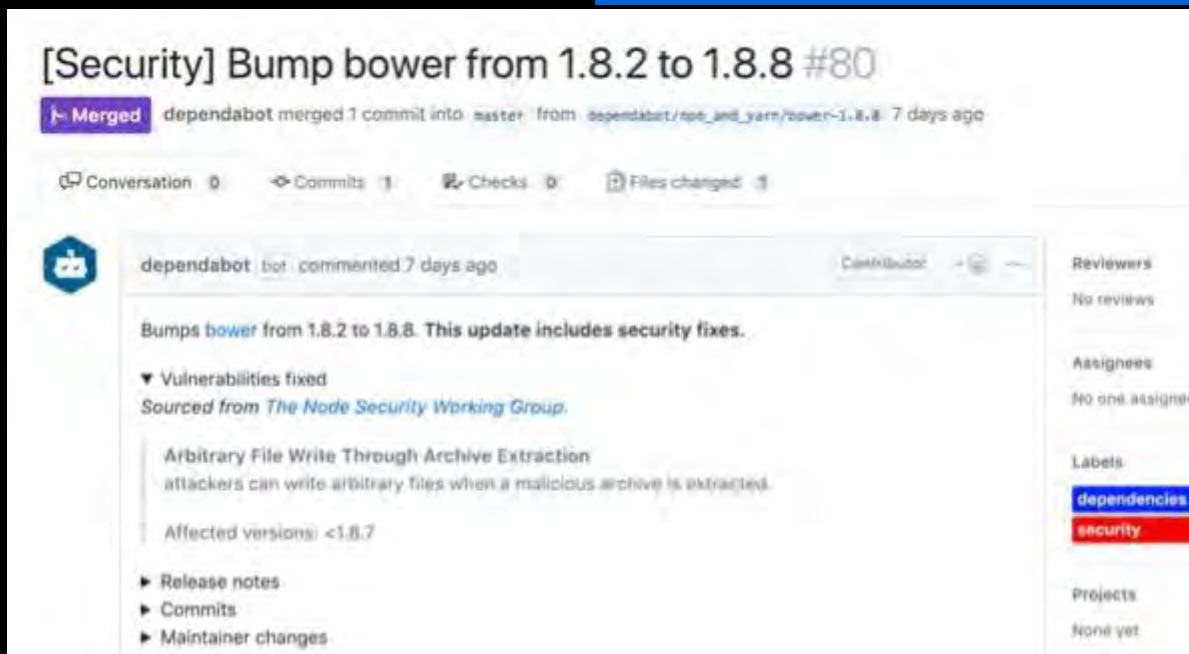 [Security] Bump bower from 1.8.2 to 1.8.8 #80
Merged dependabot merged 1 commit into master from dependabot/npm_and_yarn/bower-1.8.8 7 days ago
Conversation 0 Commits 1 Checks 0 Files changed 1
dependabot bot commented 7 days ago Contributor
Reviewers
No reviews
Bumps bower from 1.8.2 to 1.8.8. This update includes security fixes.
Assignees
No one assigned
▼ Vulnerabilities fixed
Sourced from The Node Security Working Group.
Arbitrary File Write Through Archive Extraction
attackers can write arbitrary files when a malicious archive is extracted.
Affected versions: <1.8.7
Labels
dependencies
security
▶ Release notes
▶ Commits
▶ Maintainer changes
Projects
None yet